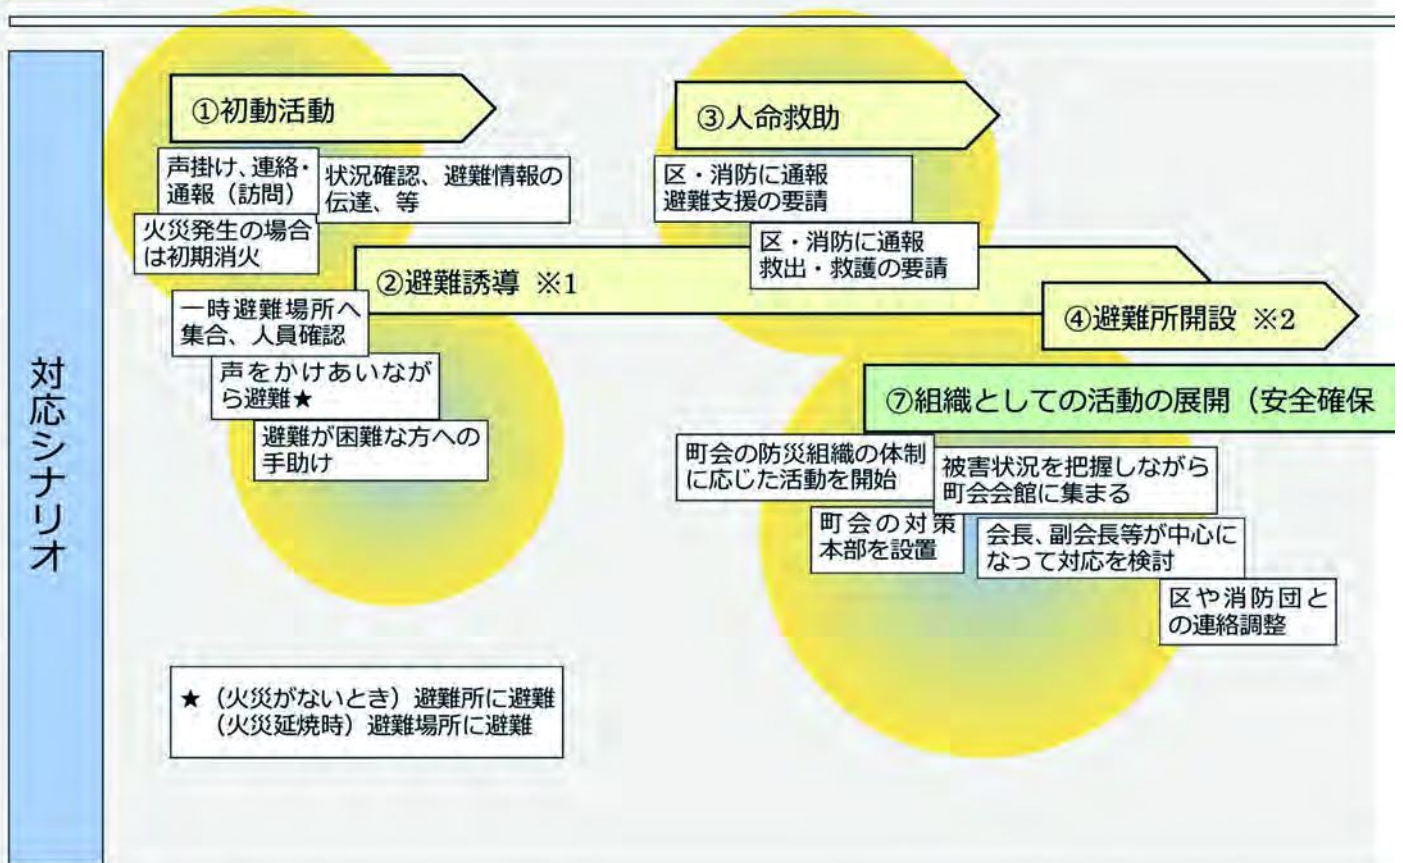 対応シナリオ
①初動活動
声掛け、連絡・
通報（訪問）
状況確認、避難情報の
伝達、等
火災発生の場合
は初期消火
②避難誘導 ※1
一時避難場所へ
集合、人員確認
声をかけあいなが
ら避難★
避難が困難な方への
手助け
③人命救助
区・消防に通報
避難支援の要請
区・消防に通報
救出・救護の要請
④避難所開設 ※2
⑦組織としての活動の展開（安全確保
町会の防災組織の体制
に応じた活動を開始
被害状況を把握しながら
町会会館に集まる
町会の対策
本部を設置
会長、副会長等が中心に
なって対応を検討
区や消防団と
の連絡調整
★（火災がないとき）避難所に避難
（火災延焼時）避難場所に避難